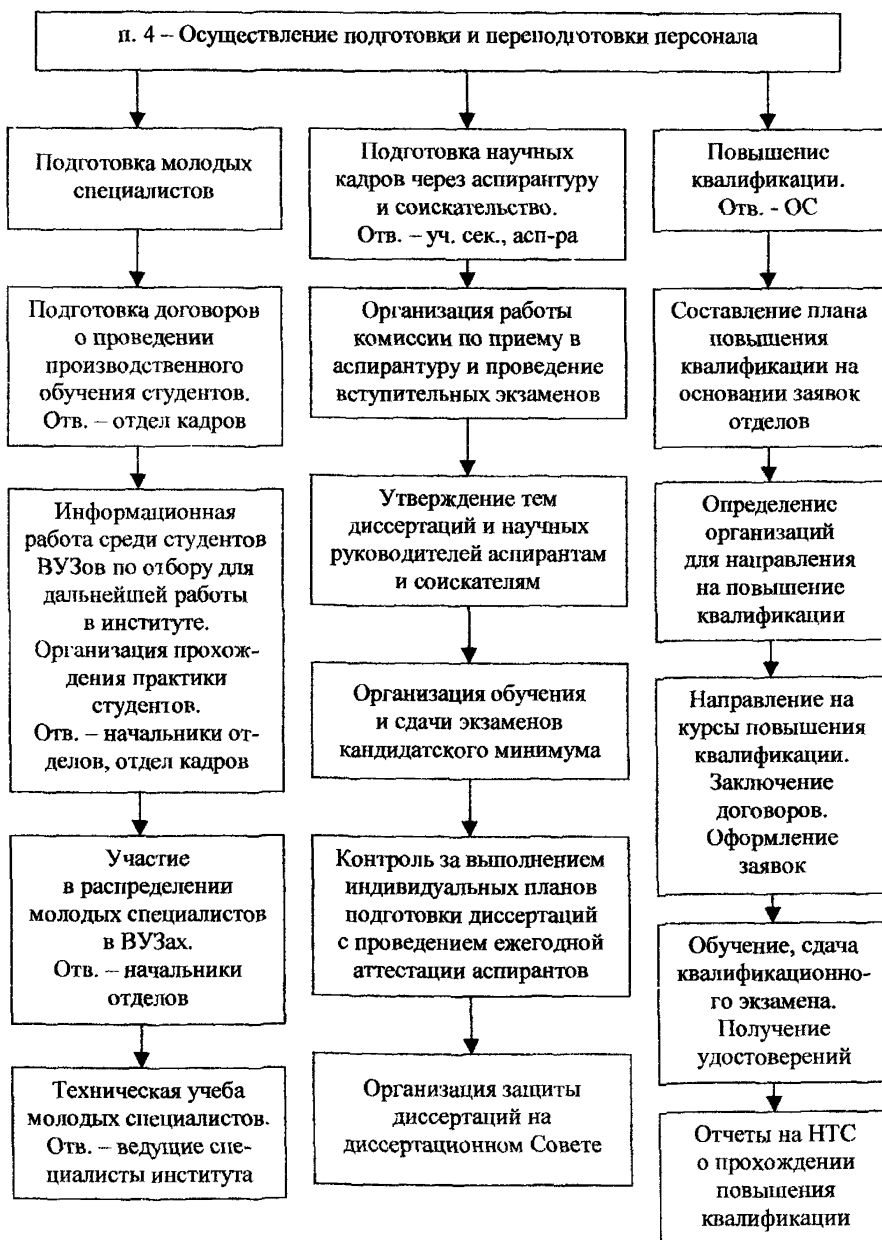 п. 4 – Осуществление подготовки и переподготовки персонала
Подготовка молодых
специалистов
Подготовка договоров
о проведении
производственного
обучения студентов.
Отв. – отдел кадров
Информационная
работа среди студентов
ВУЗов по отбору для
дальнейшей работы
в институте.
Организация прохож-
дения практики
студентов.
Отв. – начальники от-
делов, отдел кадров
Участие
в распределении
молодых специалистов
в ВУЗах.
Отв. – начальники
отделов
Техническая учеба
молодых специалистов.
Отв. – ведущие спе-
циалисты института
Подготовка научных
кадров через аспирантуру
и соискательство.
Отв. – уч. сек., асп-ра
Организация работы
комиссии по приему в
аспирантуру и проведение
вступительных экзаменов
Утверждение тем
диссертаций и научных
руководителей аспирантам
и соискателям
Организация обучения
и сдачи экзаменов
кандидатского минимума
Контроль за выполнением
индивидуальных планов
подготовки диссертаций
с проведением ежегодной
аттестации аспирантов
Организация защиты
диссертаций на
диссертационном Совете
Повышение
квалификации.
Отв. - ОС
Составление плана
повышения
квалификации на
основании заявок
отделов
Определение
организаций
для направления
на повышение
квалификации
Направление на
курсы повышения
квалификации.
Заключение
договоров.
Оформление
заявок
Обучение, сдача
квалификационно-
го экзамена.
Получение
удостоверений
Отчеты на НТС
о прохождении
повышения
квалификации